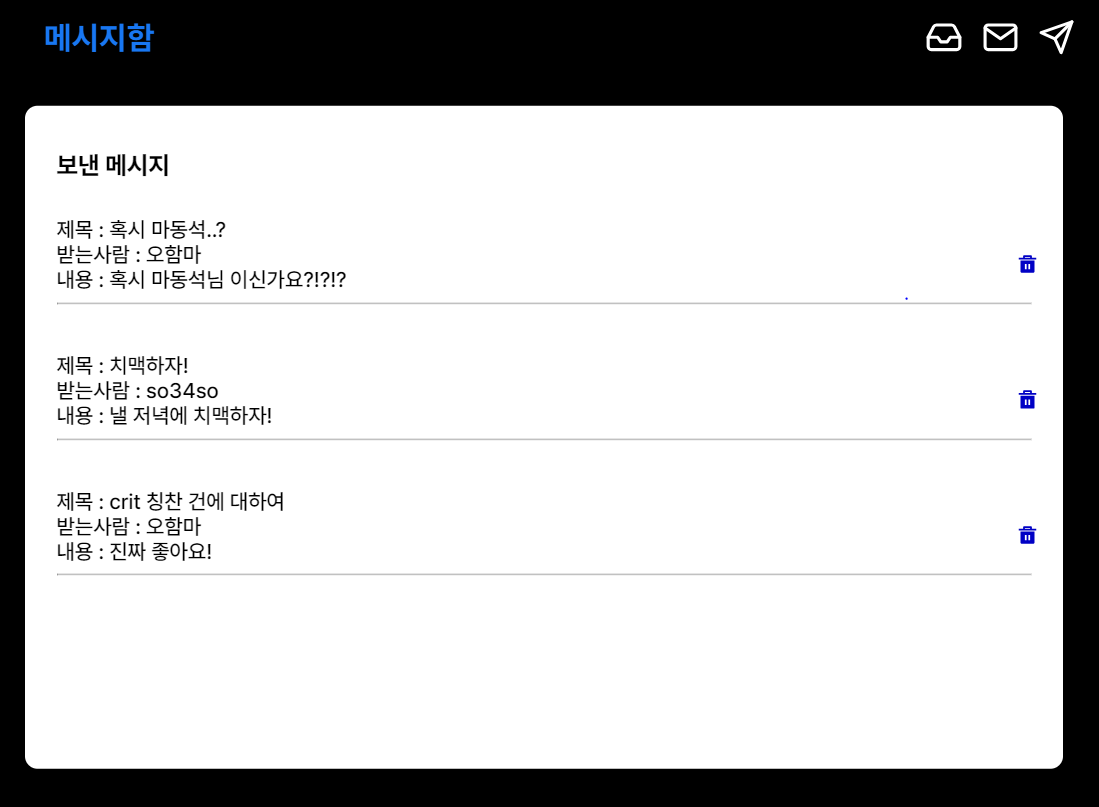 메시지함
보낸 메시지
제목 : 혹시 마동석..?
받는사람 : 오함마
내용 : 혹시 마동석님 이신가요?!?!?
제목 : 치맥하자!
받는사람 : so34so
내용 : 낼 저녁에 치맥하자!
제목 : crit 칭찬 건에 대하여
받는사람 : 오함마
내용 : 진짜 좋아요!